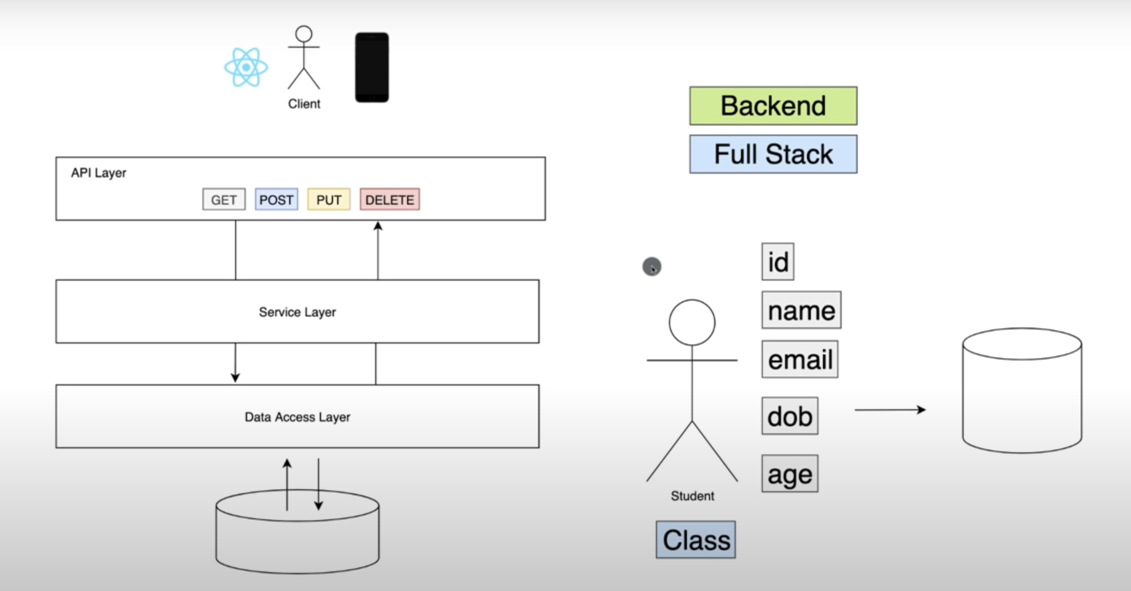 Client
API Layer
GET POST PUT DELETE
Service Layer
Data Access Layer
Backend
Full Stack
id
name
email
dob
age
Student
Class